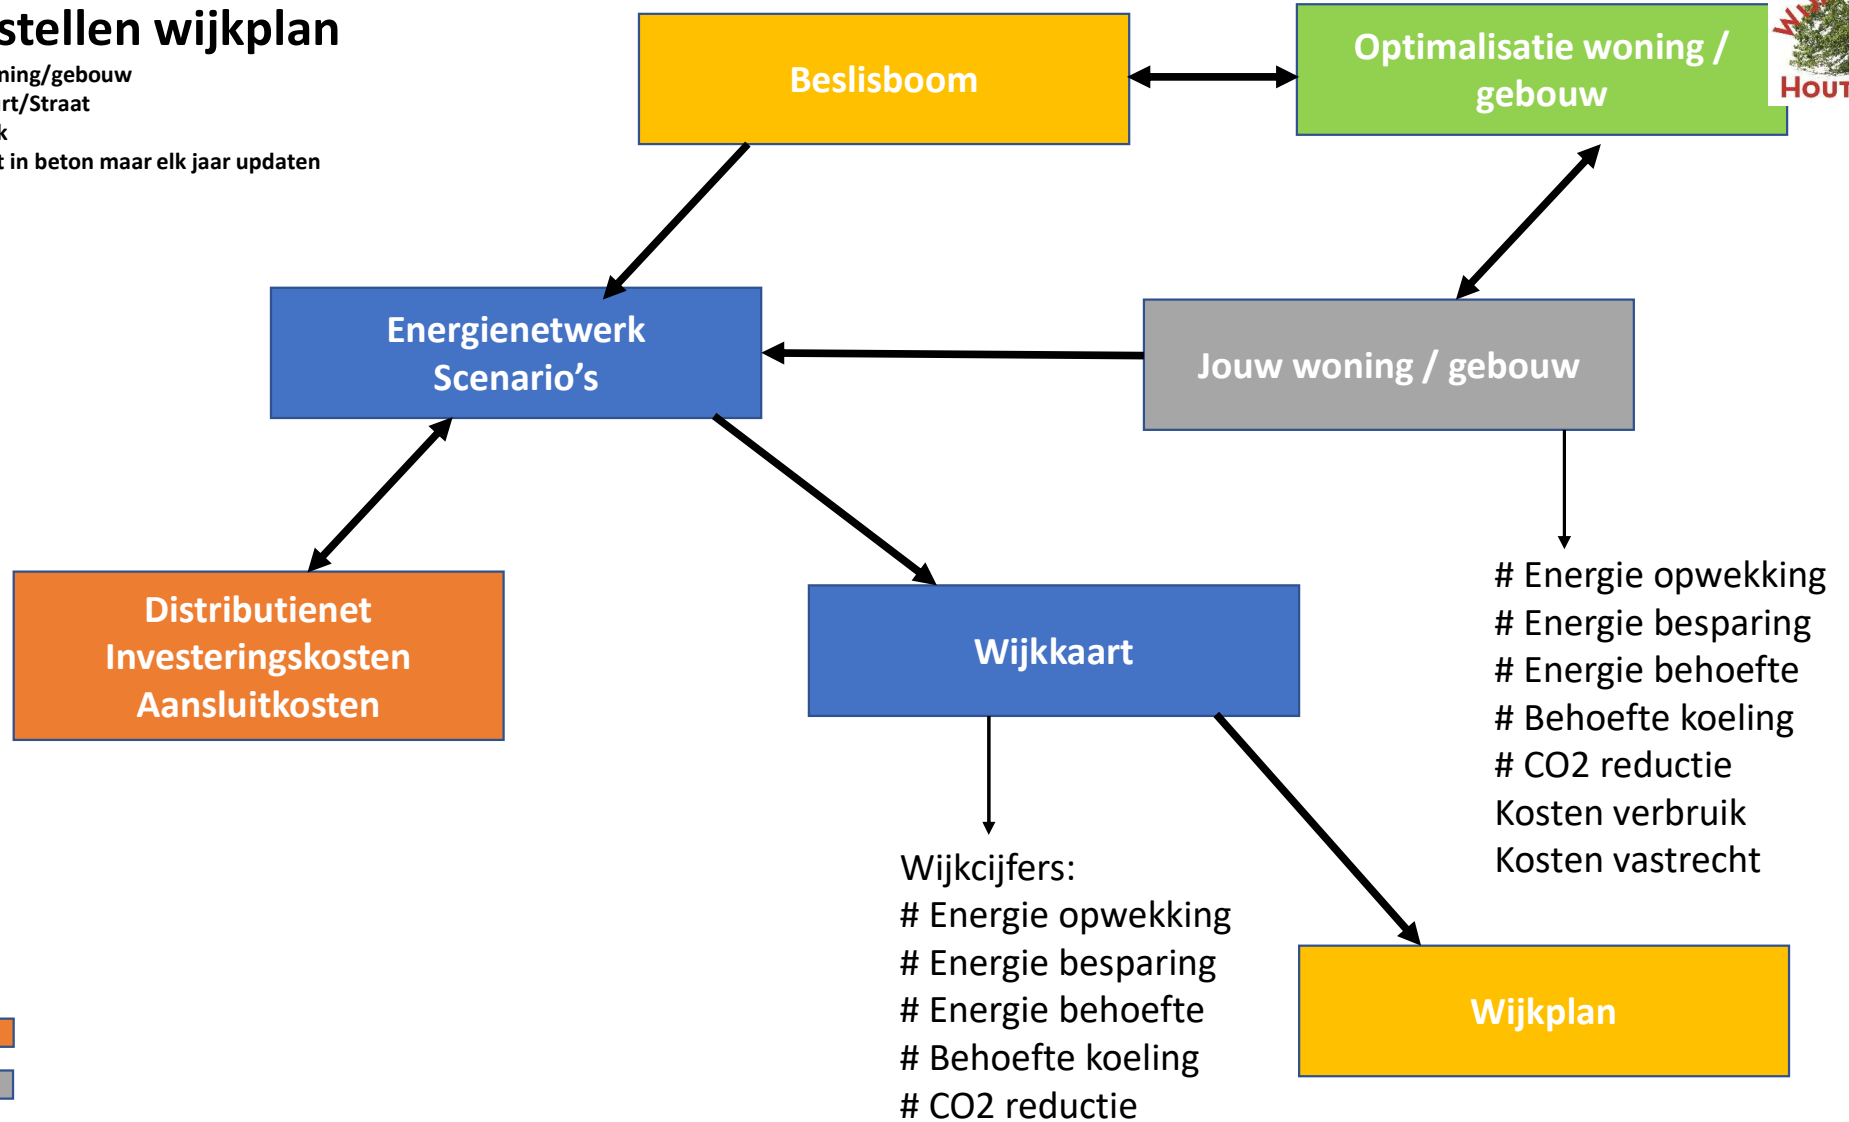 stellen wijkplan
ning/gebouw
rt/Straat
k
t in beton maar elk jaar updaten
Beslisboom
Optimalisatie woning /
gebouw
HOUT
Energienetwerk
Scenario’s
Jouw woning / gebouw
Distributienet
Investeringskosten
Aansluitkosten
Wijkkaart
# Energie opwekking
# Energie besparing
# Energie behoefte
# Behoefte koeling
# CO2 reductie
Kosten verbruik
Kosten vastrecht
Wijkcijfers:
# Energie opwekking
# Energie besparing
# Energie behoefte
# Behoefte koeling
# CO2 reductie
Wijkplan